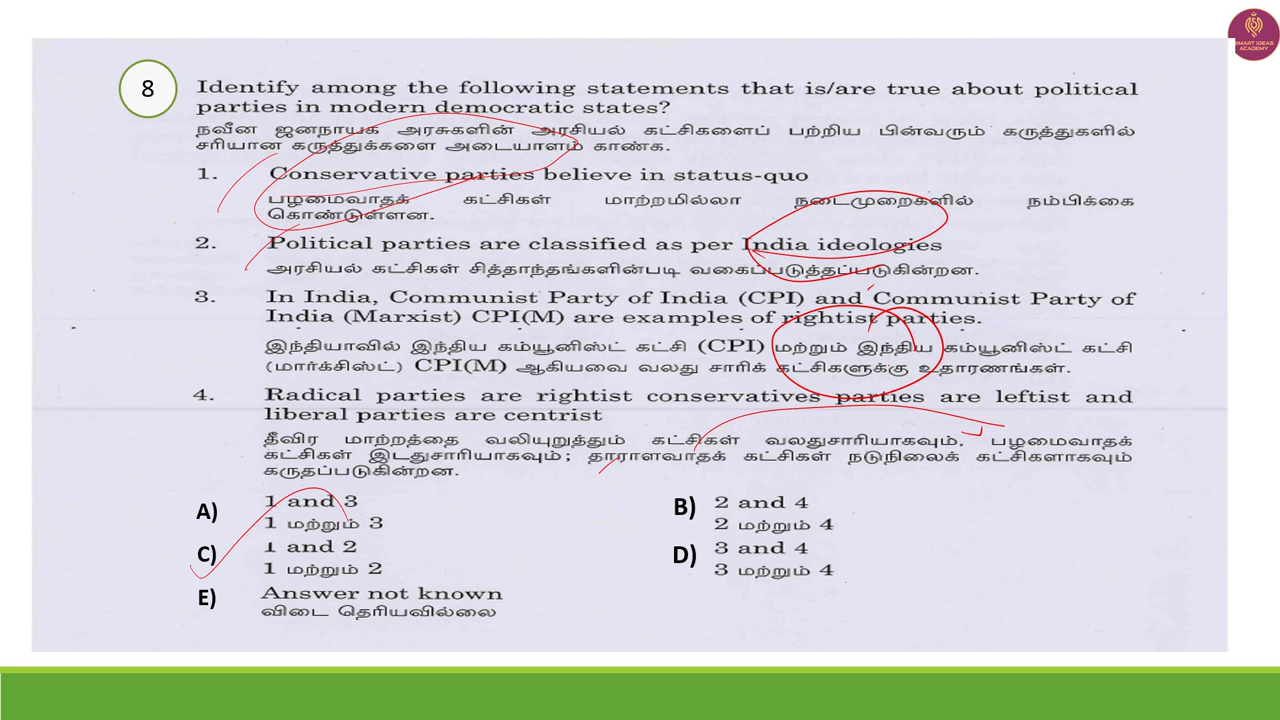 SMART IDEAS
ACADEMY
8
Identify among the following statements that is/are true about political
parties in modern democratic states?
நவீன ஜனநாயக அரசுகளின் அரசியல் கட்சிகளைப் பற்றிய பின்வரும் கருத்துகளில்
சரியான கருத்துக்களை அடையாளம் காண்க.
1. Conservative parties believe in status-quo
பழமைவாதக் கட்சிகள் மாற்றமில்லா நடைமுறைகளில் நம்பிக்கை
கொண்டுள்ளன.
2. Political parties are classified as per India ideologies
அரசியல் கட்சிகள் சித்தாந்தங்களின்படி வகைப்படுத்தப்படுகின்றன.
3. In India, Communist Party of India (CPI) and Communist Party of
India (Marxist) CPI(M) are examples of rightist parties.
இந்தியாவில் இந்திய கம்யூனிஸ்ட் கட்சி (CPI) மற்றும் இந்திய கம்யூனிஸ்ட் கட்சி
(மார்க்சிஸ்ட்) CPI(M) ஆகியவை வலது சாரிக் கட்சிகளுக்கு உதாரணங்கள்.
4. Radical parties are rightist conservatives parties are leftist and
liberal parties are centrist
தீவிர மாற்றத்தை வலியுறுத்தும் கட்சிகள் வலதுசாரியாகவும், பழமைவாதக்
கட்சிகள் இடதுசாரியாகவும் ; தாராளவாதக் கட்சிகள் நடுநிலைக் கட்சிகளாகவும்
கருதப்படுகின்றன.
A) 1 and 3
1 மற்றும் 3
B) 2 and 4
2 மற்றும் 4
C) 1 and 2
1 மற்றும் 2
D) 3 and 4
3 மற்றும் 4
E) Answer not known
விடை தெரியவில்லை